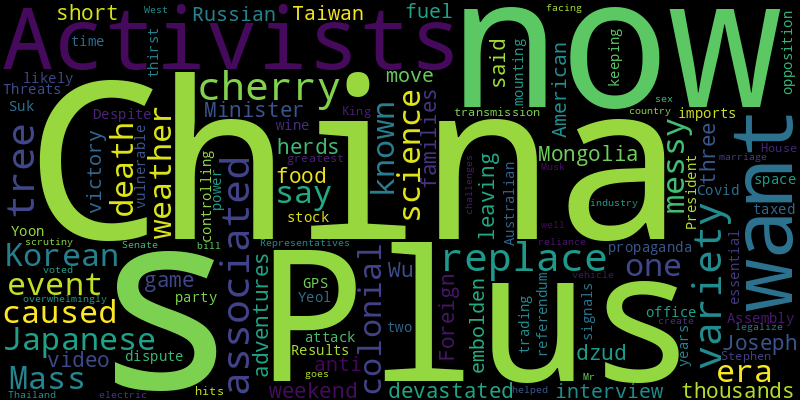 short
West
Russian
Taiwan
fuel
facing
Activists
now
time
thirst
said
mounting
keeping
opposition
likely
Threats
Suk
China
cherry
move
American
Despite
Minister
King
transmission
sex
country
imports
tree
victory
death
vulnerable
weather
controlling
power
wine
herds
greatest
known
science
families
Mongolia
messy
three
want
House
marriage
associated
food
say
stock
leaving
challenges
Australian
Musk
industry
well
reliance
President
Covid
space
taxed
Yoon
scrutiny
Senate
bill
Representatives
Korean
voted
S
Plus
colonial
Wu
replace
propaganda
one
variety
essential
event
overwhelmingly
game
adventures
GPS
Yeol
Foreign
embolden
dzud
signals
vehicle
office
create
years
Assembly
legalize
caused
party
two
trading
referendum
Japanese
video
dispute
attack
Results
anti
goes
Joseph
Stephen
Mass
hits
weekend
devastated
helped
interview
Mr
era
thousands
Thailand
electric